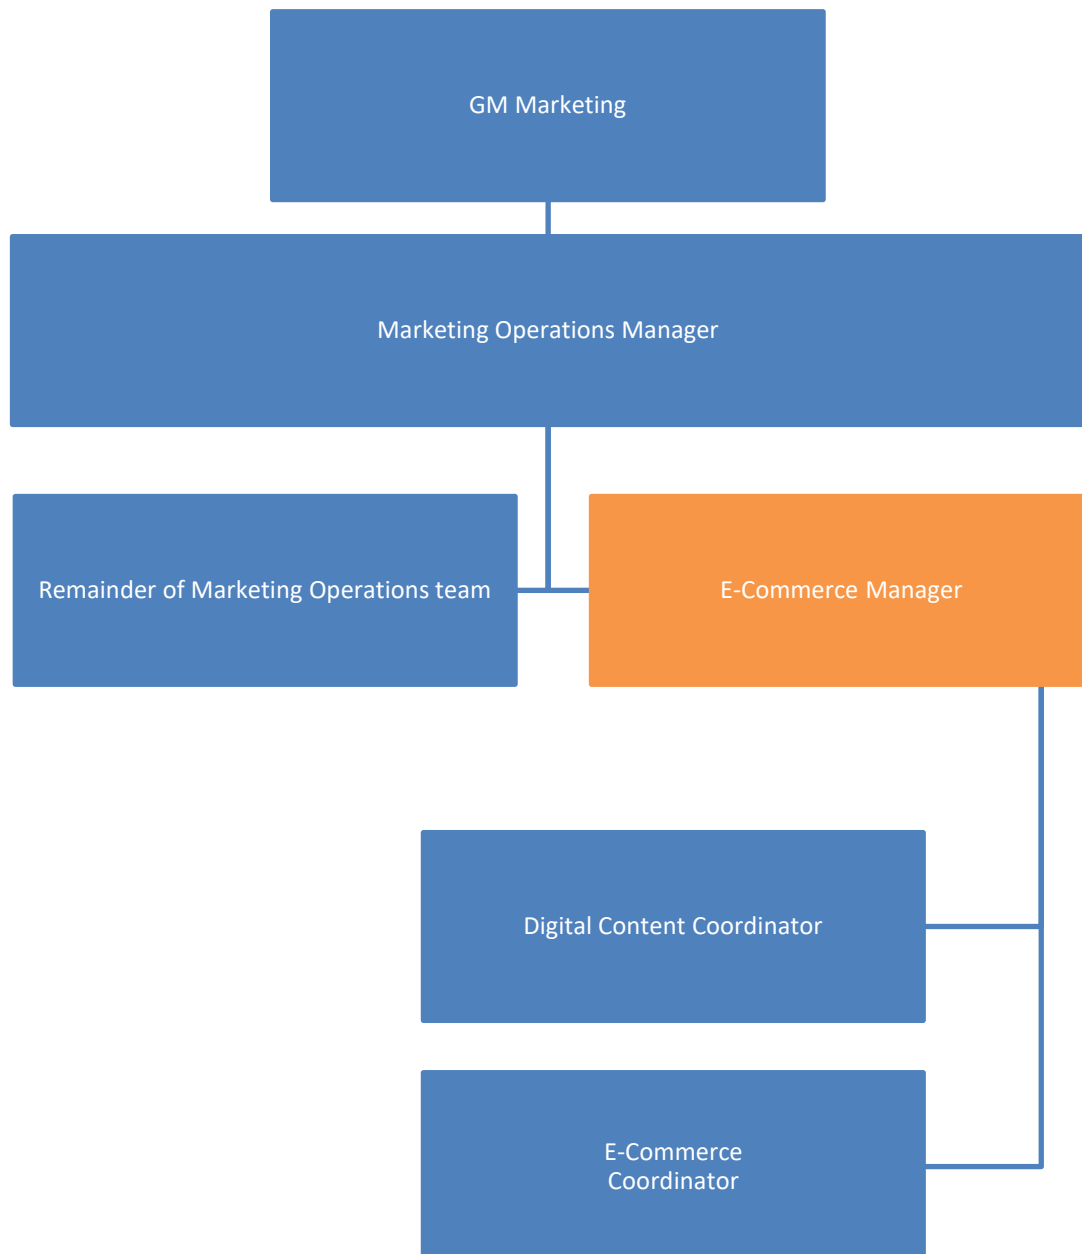 GM Marketing
Marketing Operations Manager
Remainder of Marketing Operations team
E-Commerce Manager
Digital Content Coordinator
E-Commerce
Coordinator